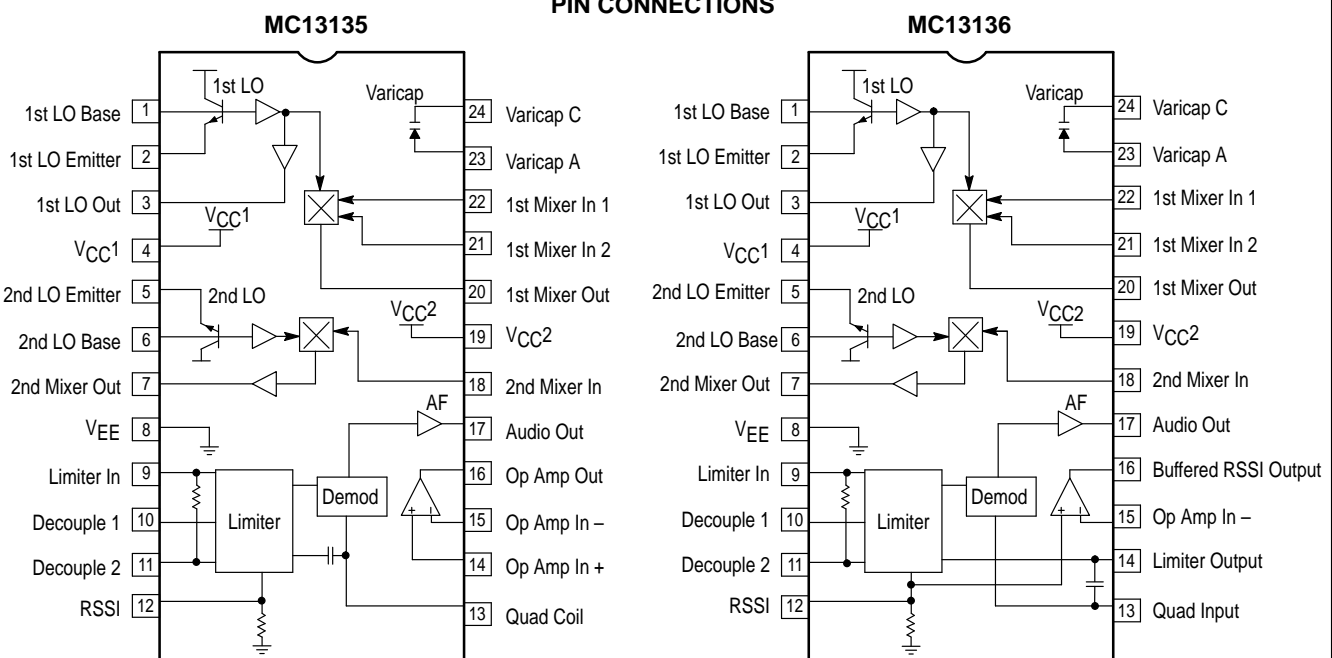 PIN CONNECTIONS
MC13135
1st LO Base 1
1st LO Emitter 2
1st LO Out 3
VCC1 4
2nd LO Emitter 5
2nd LO Base 6
2nd Mixer Out 7
VEE 8
Limiter In 9
Decouple 1 10
Decouple 2 11
RSSI 12
1st LO
VCC1
2nd LO
Limiter
Demod
AF
+ –
Varicap
VCC2
24 Varicap C
23 Varicap A
22 1st Mixer In 1
21 1st Mixer In 2
20 1st Mixer Out
19 VCC2
18 2nd Mixer In
17 Audio Out
16 Op Amp Out
15 Op Amp In –
14 Op Amp In +
13 Quad Coil
MC13136
1st LO Base 1
1st LO Emitter 2
1st LO Out 3
VCC1 4
2nd LO Emitter 5
2nd LO Base 6
2nd Mixer Out 7
VEE 8
Limiter In 9
Decouple 1 10
Decouple 2 11
RSSI 12
1st LO
VCC1
2nd LO
Limiter
Demod
AF
+ –
Varicap
VCC2
24 Varicap C
23 Varicap A
22 1st Mixer In 1
21 1st Mixer In 2
20 1st Mixer Out
19 VCC2
18 2nd Mixer In
17 Audio Out
16 Buffered RSSI Output
15 Op Amp In –
14 Limiter Output
13 Quad Input